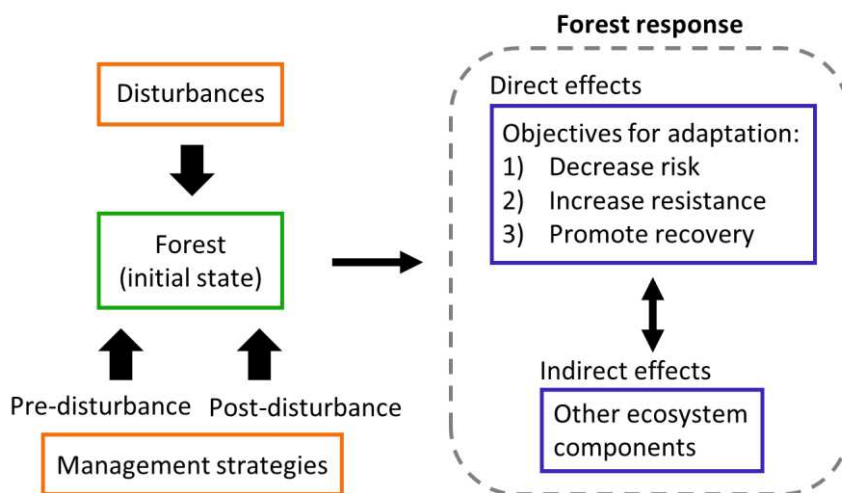 Forest response
Disturbances
Direct effects
Objectives for adaptation:
1) Decrease risk
2) Increase resistance
3) Promote recovery
Forest
(initial state)
Pre-disturbance
Post-disturbance
Management strategies
Indirect effects
Other ecosystem
components